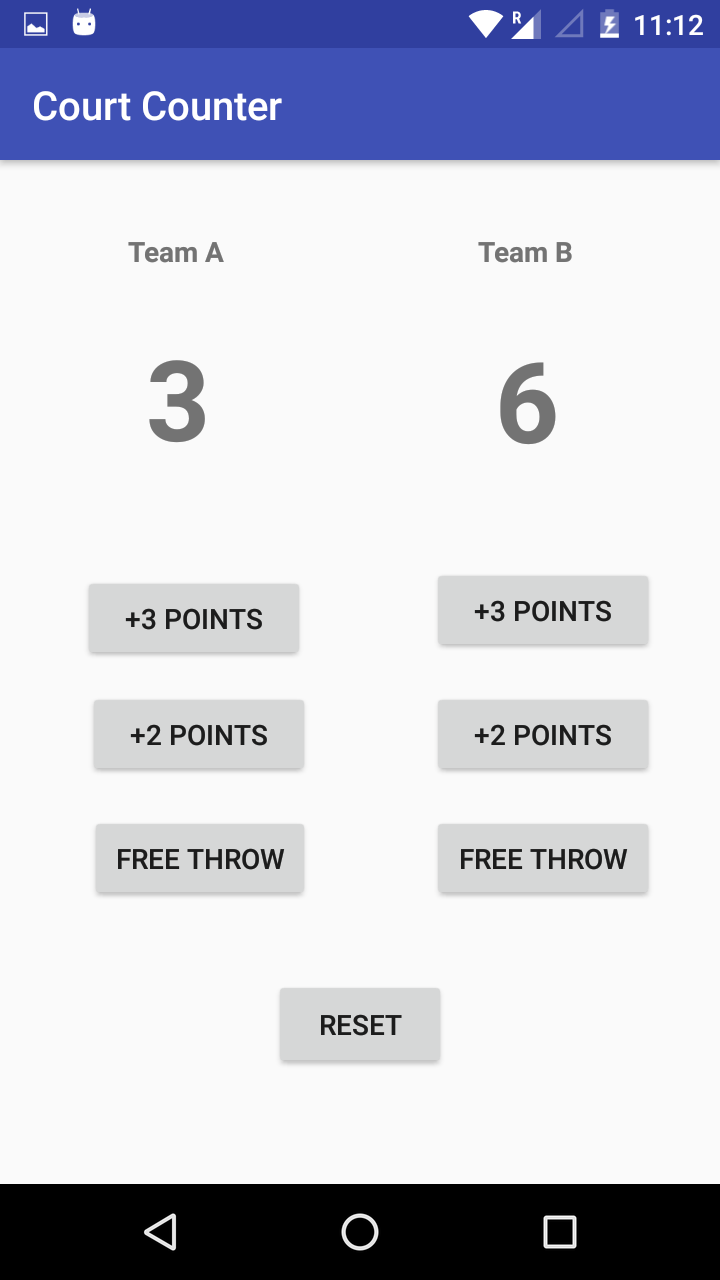 R 11:12
Court Counter
Team A Team B
3 6
+3 POINTS +3 POINTS
+2 POINTS +2 POINTS
FREE THROW FREE THROW
RESET